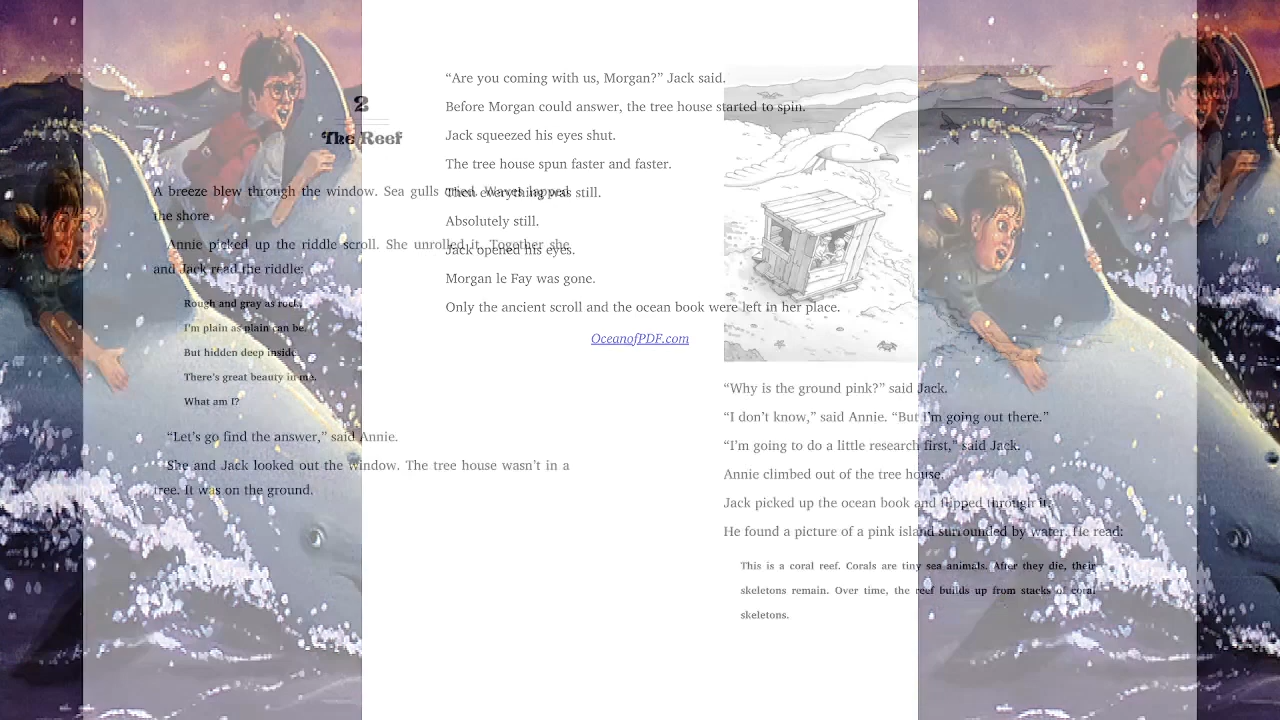 “Are you coming with us, Morgan?” Jack said.
Before Morgan could answer, the tree house started to spin.
Jack squeezed his eyes shut.
The tree house spun faster and faster.
Then everything was still.
Absolutely still.
Jack opened his eyes.
Morgan le Fay was gone.
Only the ancient scroll and the ocean book were left in her place.
OceanofPDF.com
2
The Reef
A breeze blew through the window. Sea gulls cried. Waves lapped
the shore.
Annie picked up the riddle scroll. She unrolled it. Together she
and Jack read the riddle:
Rough and gray as rock,
I'm plain as plain can be.
But hidden deep inside
There's great beauty in me.
What am I?
“Let's go find the answer,” said Annie.
She and Jack looked out the window. The tree house wasn't in a
tree. It was on the ground.
“Why is the ground pink?” said Jack.
“I don't know,” said Annie. “But I'm going out there.”
“I'm going to do a little research first,” said Jack.
Annie climbed out of the tree house.
Jack picked up the ocean book and flipped through it.
He found a picture of a pink island surrounded by water. He read:
This is a coral reef. Corals are tiny sea animals. After they die, their
skeletons remain. Over time, the reef builds up from stacks of coral
skeletons.